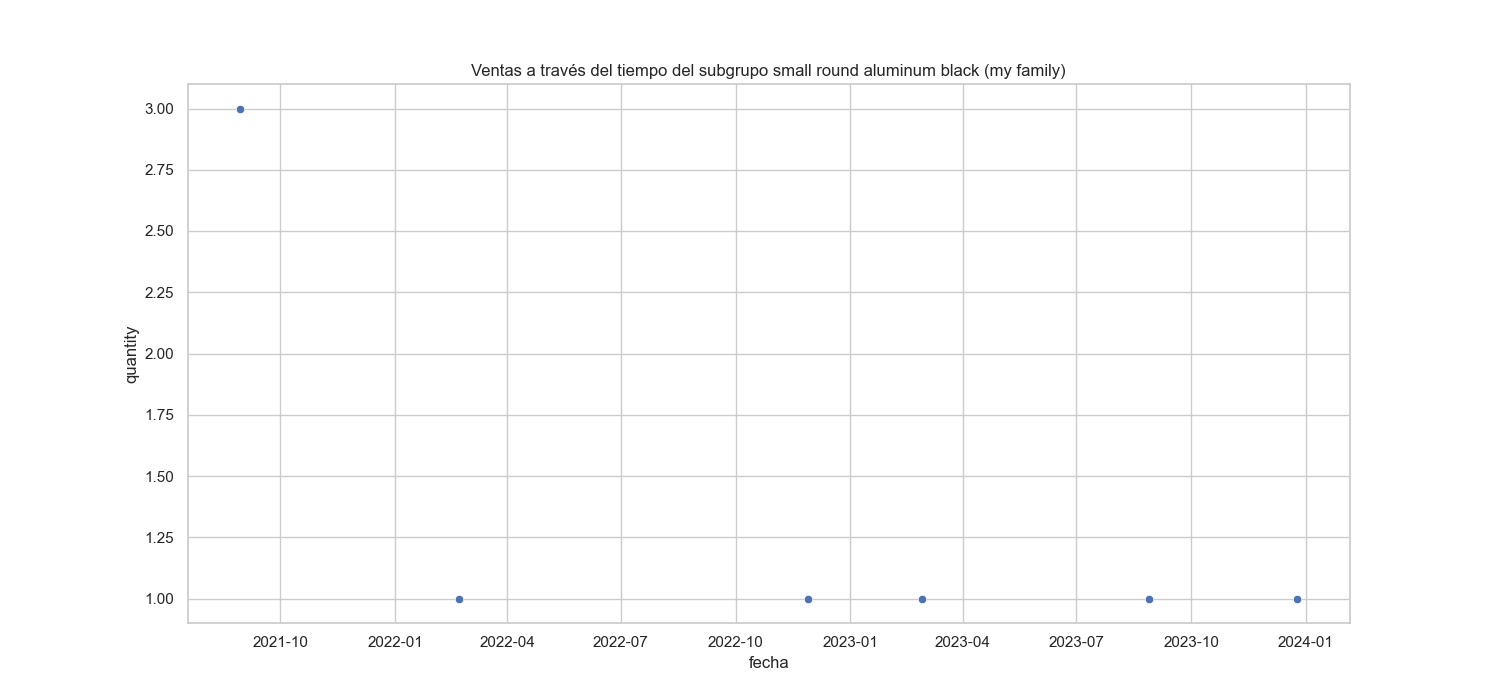 Ventas a través del tiempo del subgrupo small round aluminum black (my family)
3.00
2.75
2.50
2.25
2.00
1.75
1.50
1.25
1.00
quantity
2021-10 2022-01 2022-04 2022-07 2022-10 2023-01 2023-04 2023-07 2023-10 2024-01
fecha